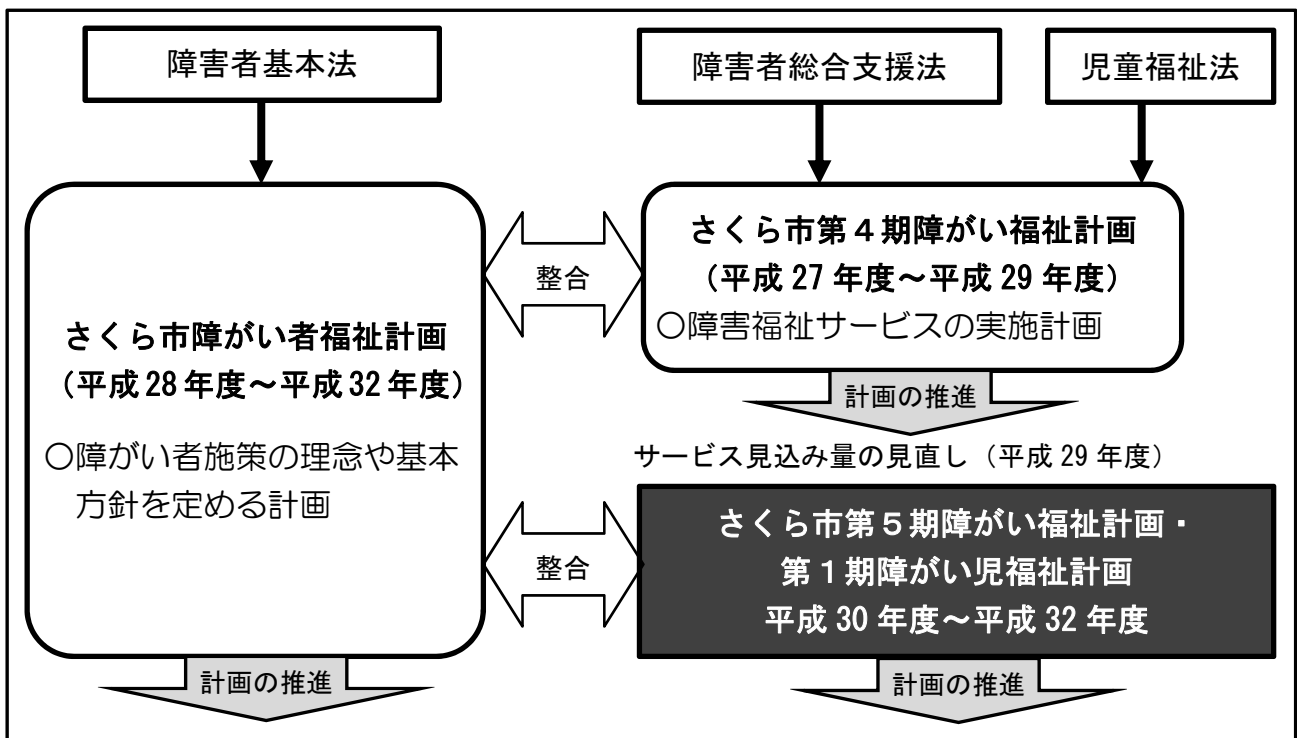 障害者基本法
障害者総合支援法
児童福祉法
さくら市障がい者福祉計画
（平成 28 年度～平成 32 年度）
〇障がい者施策の理念や基本
方針を定める計画
計画の推進
整合
整合
さくら市第４期障がい福祉計画
（平成 27 年度～平成 29 年度）
〇障害福祉サービスの実施計画
計画の推進
サービス見込み量の見直し（平成 29 年度）
さくら市第５期障がい福祉計画・
第１期障がい児福祉計画
平成 30 年度～平成 32 年度
計画の推進